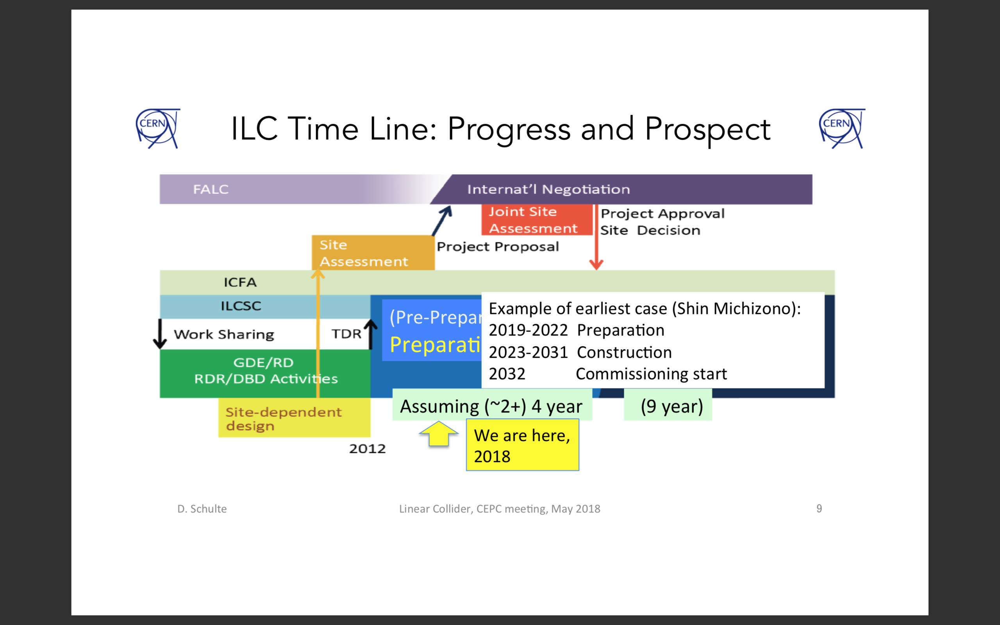 CERN
ILC Time Line: Progress and Prospect
CERN
FALC
Internat'l Negotiation
Joint Site
Assessment
Project Approval
Site Decision
Site
Assessment
Project Proposal
ICFA
ILCSC
Work Sharing
TDR
(Pre-Prepar
Preparati
Example of earliest case (Shin Michizono):
2019-2022 Preparation
2023-2031 Construction
2032 Commissioning start
GDE/RD
RDR/DBD Activities
Assuming (~2+) 4 year
(9 year)
Site-dependent
design
We are here,
2018
2012
D. Schulte
Linear Collider, CEPC meeting, May 2018
9